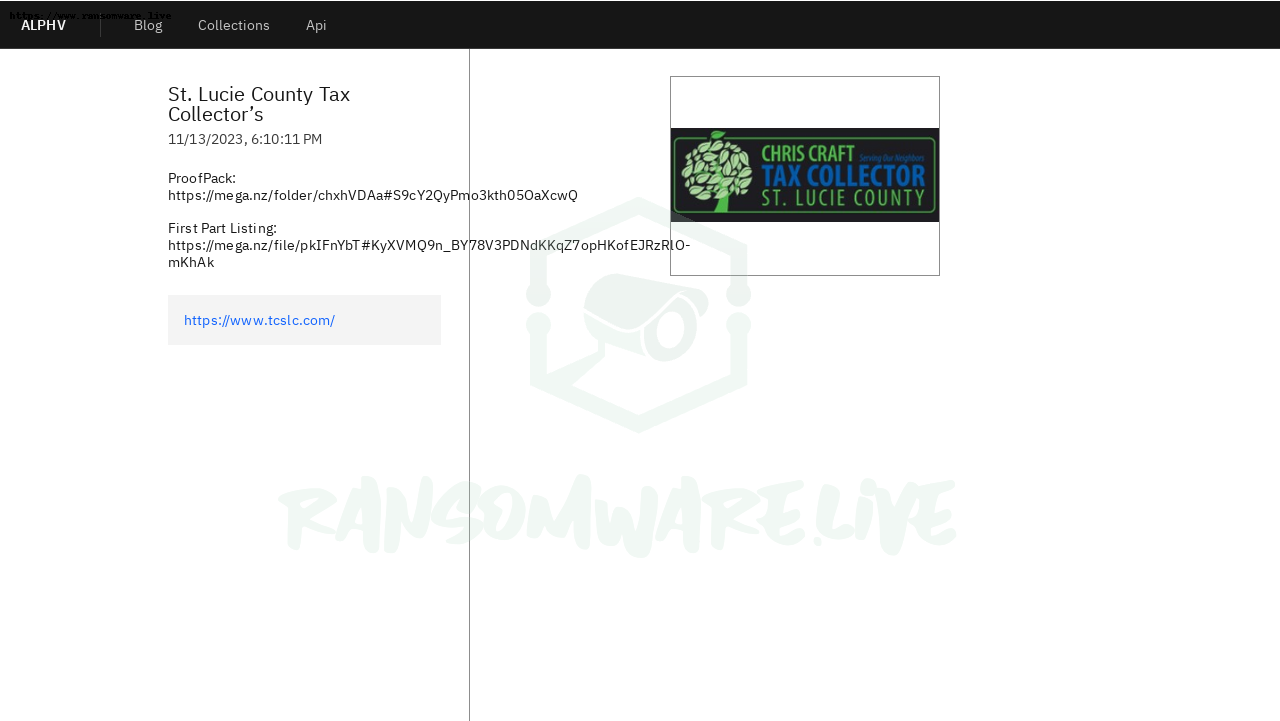 https://www.ransomware.live
ALPHV
Blog
Collections
Api
St. Lucie County Tax
Collector’s
11/13/2023, 6:10:11 PM
ProofPack:
https://mega.nz/folder/chxhVDAa#S9cY2QyPmo3kth05OaXcwQ
First Part Listing:
https://mega.nz/file/pkIFnYbT#KyXVMQ9n_BY78V3PDNdKKqZ7opHKofEJRzRlO-
mKhAk
https://www.tcslc.com/
CHRIS CRAFT Serving Our Neighbors
TAX COLLECTOR
ST. LUCIE COUNTY
RANSOMWARE.LIVE